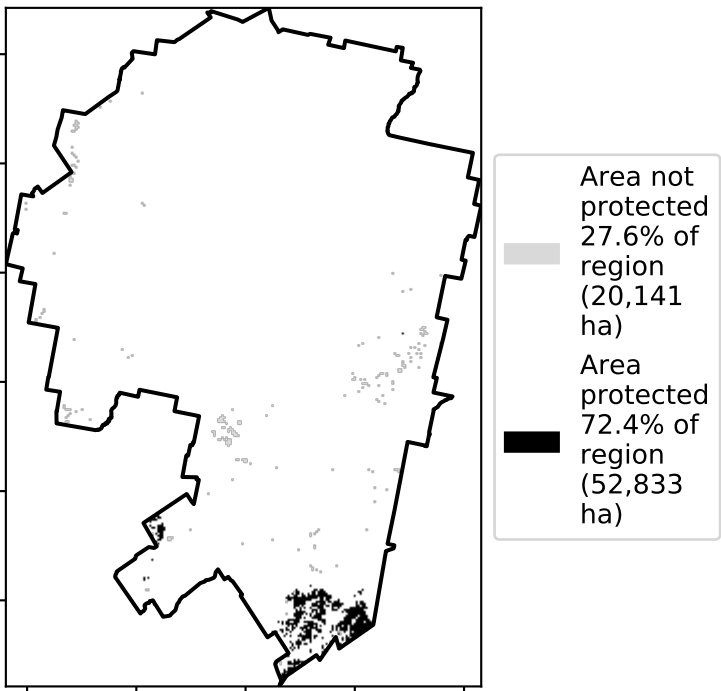 Area not
protected
27.6% of
region
(20,141
ha)
Area
protected
72.4% of
region
(52,833
ha)